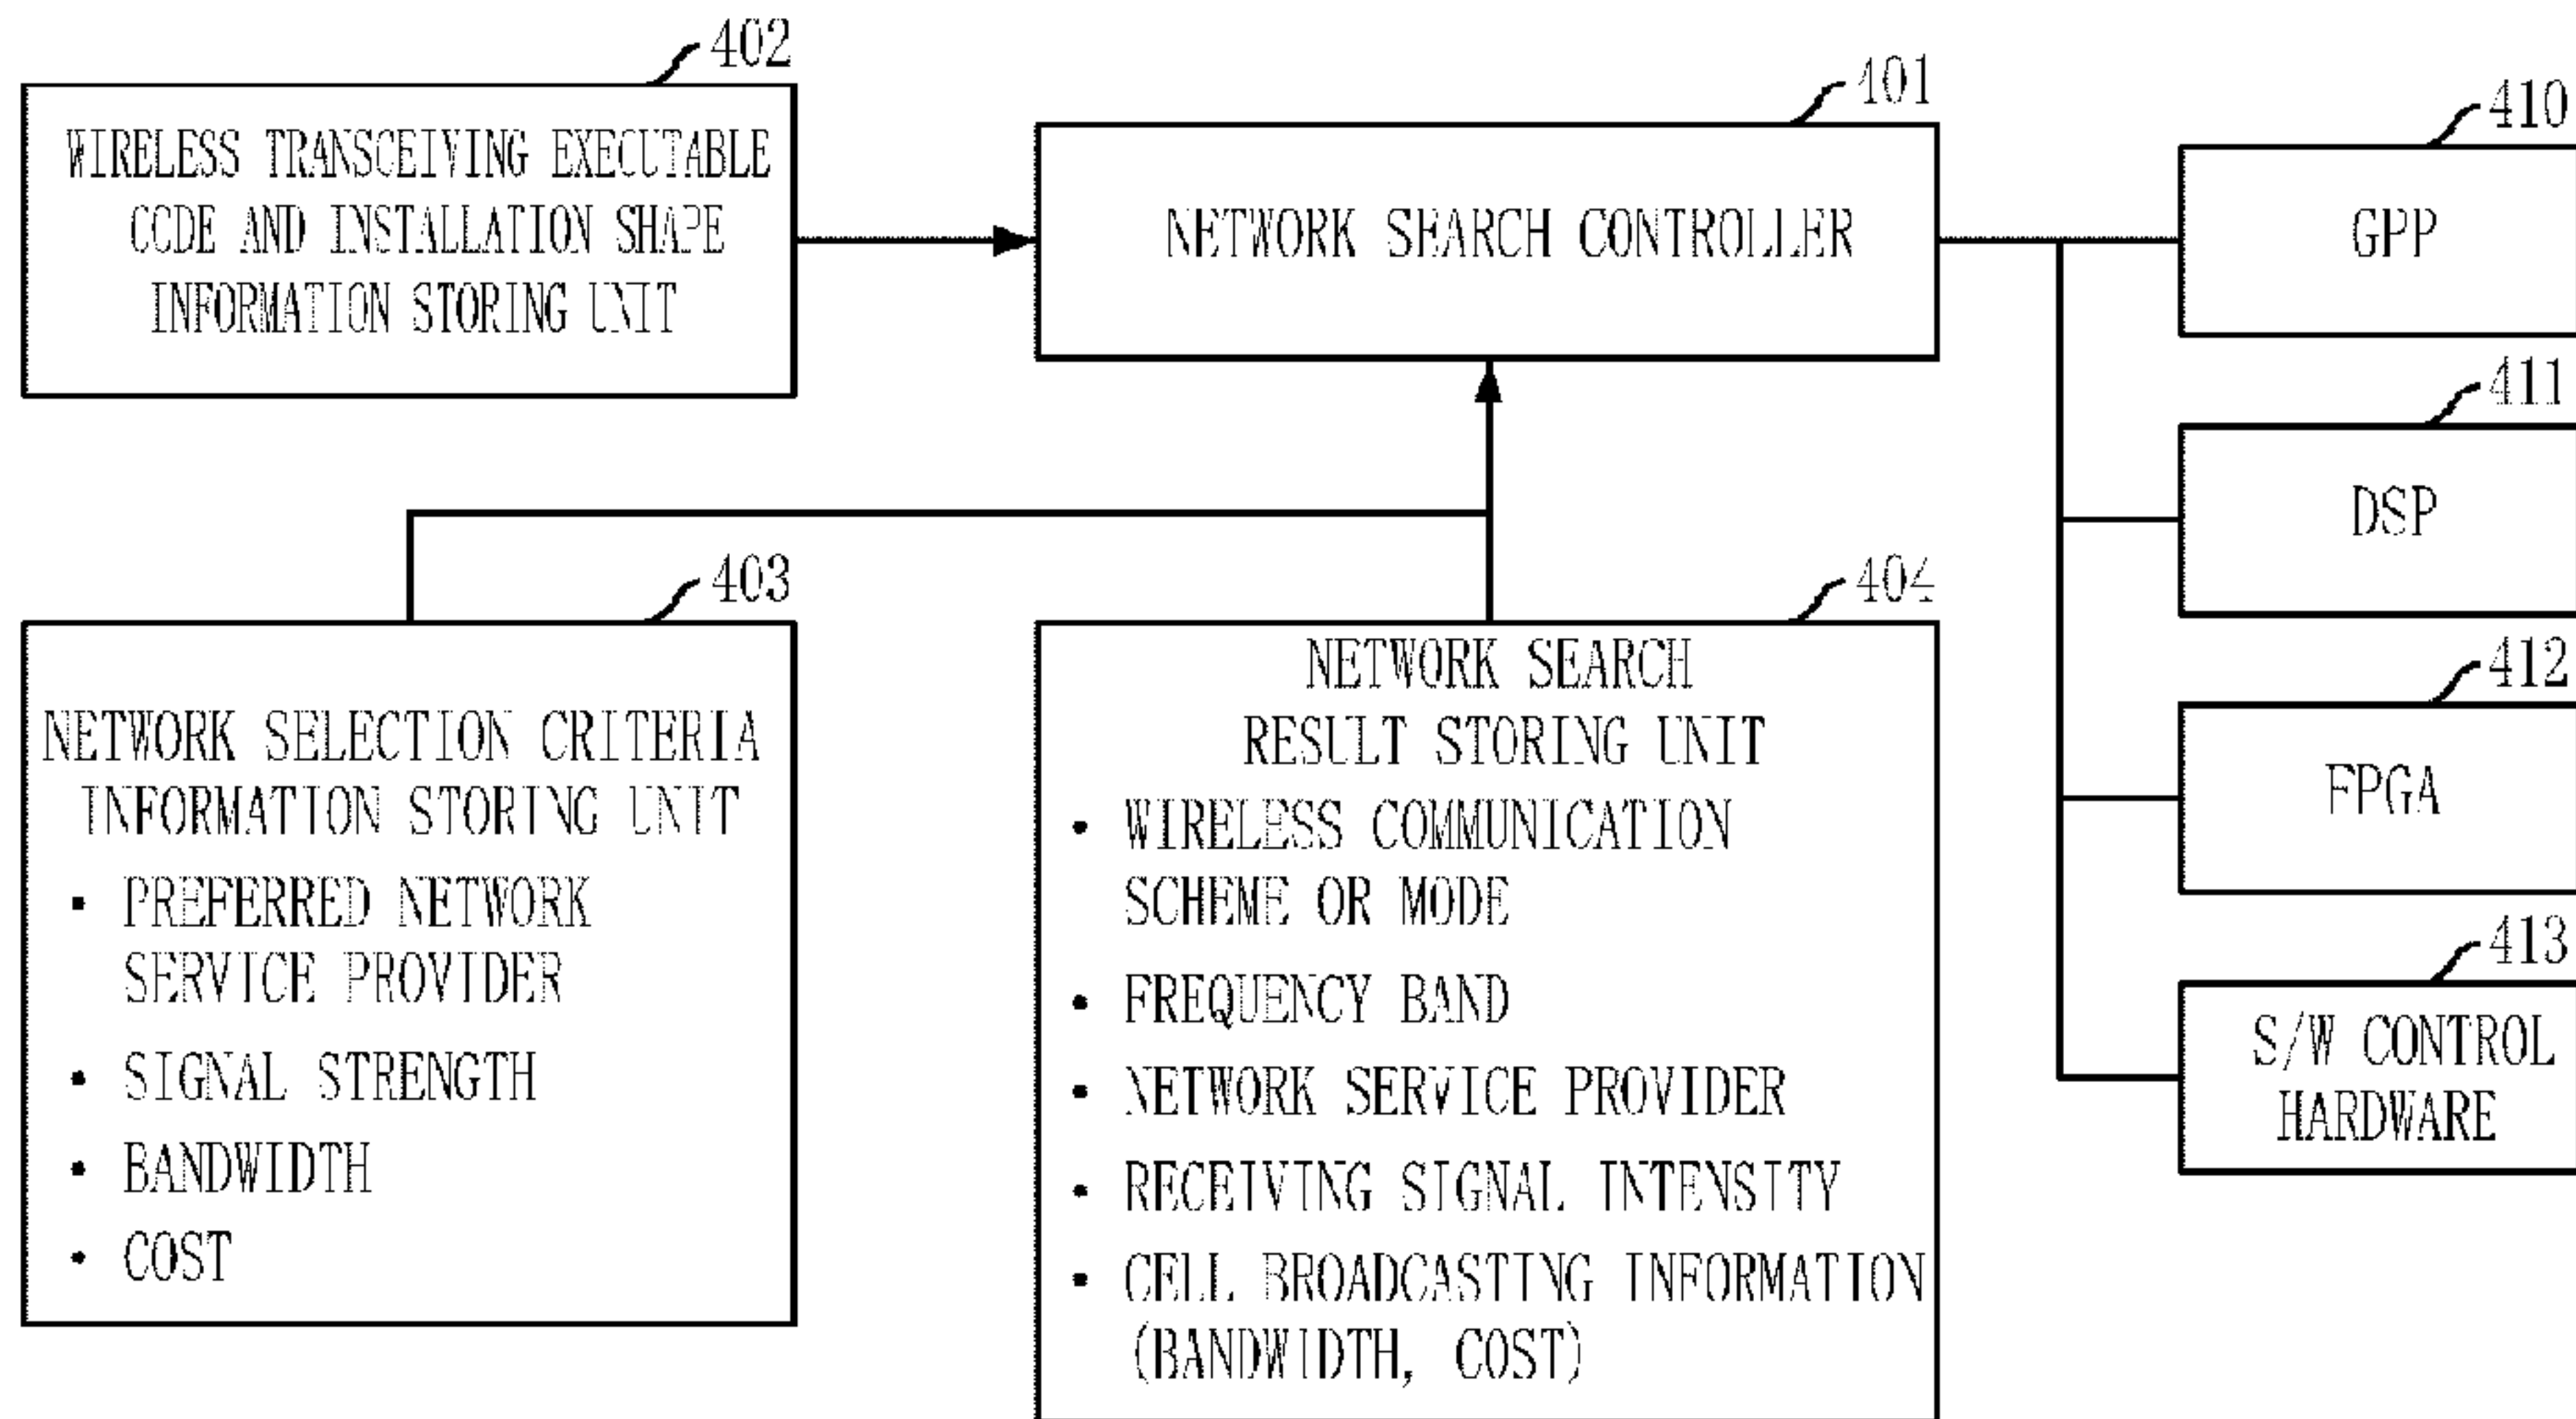 402
WIRELESS TRANSCEIVING EXECUTABLE
CODE AND INSTALLATION SHAPE
INFORMATION STORING UNIT
401
NETWORK SEARCH CONTROLLER
410
GPP
411
DSP
412
FPGA
413
S/W CONTROL
HARDWARE
403
NETWORK SELECTION CRITERIA
INFORMATION STORING UNIT
• PREFERRED NETWORK
SERVICE PROVIDER
• SIGNAL STRENGTH
• BANDWIDTH
• COST
404
NETWORK SEARCH
RESULT STORING UNIT
• WIRELESS COMMUNICATION
SCHEME OR MODE
• FREQUENCY BAND
• NETWORK SERVICE PROVIDER
• RECEIVING SIGNAL INTENSITY
• CELL BROADCASTING INFORMATION
(BANDWIDTH, COST)